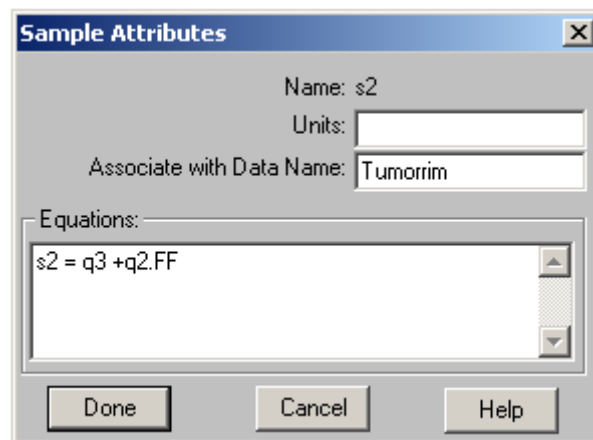 Sample Attributes
Name: s2
Units:
Associate with Data Name: Tumorrim
Equations:
s2 = q3 +q2.FF
Done Cancel Help